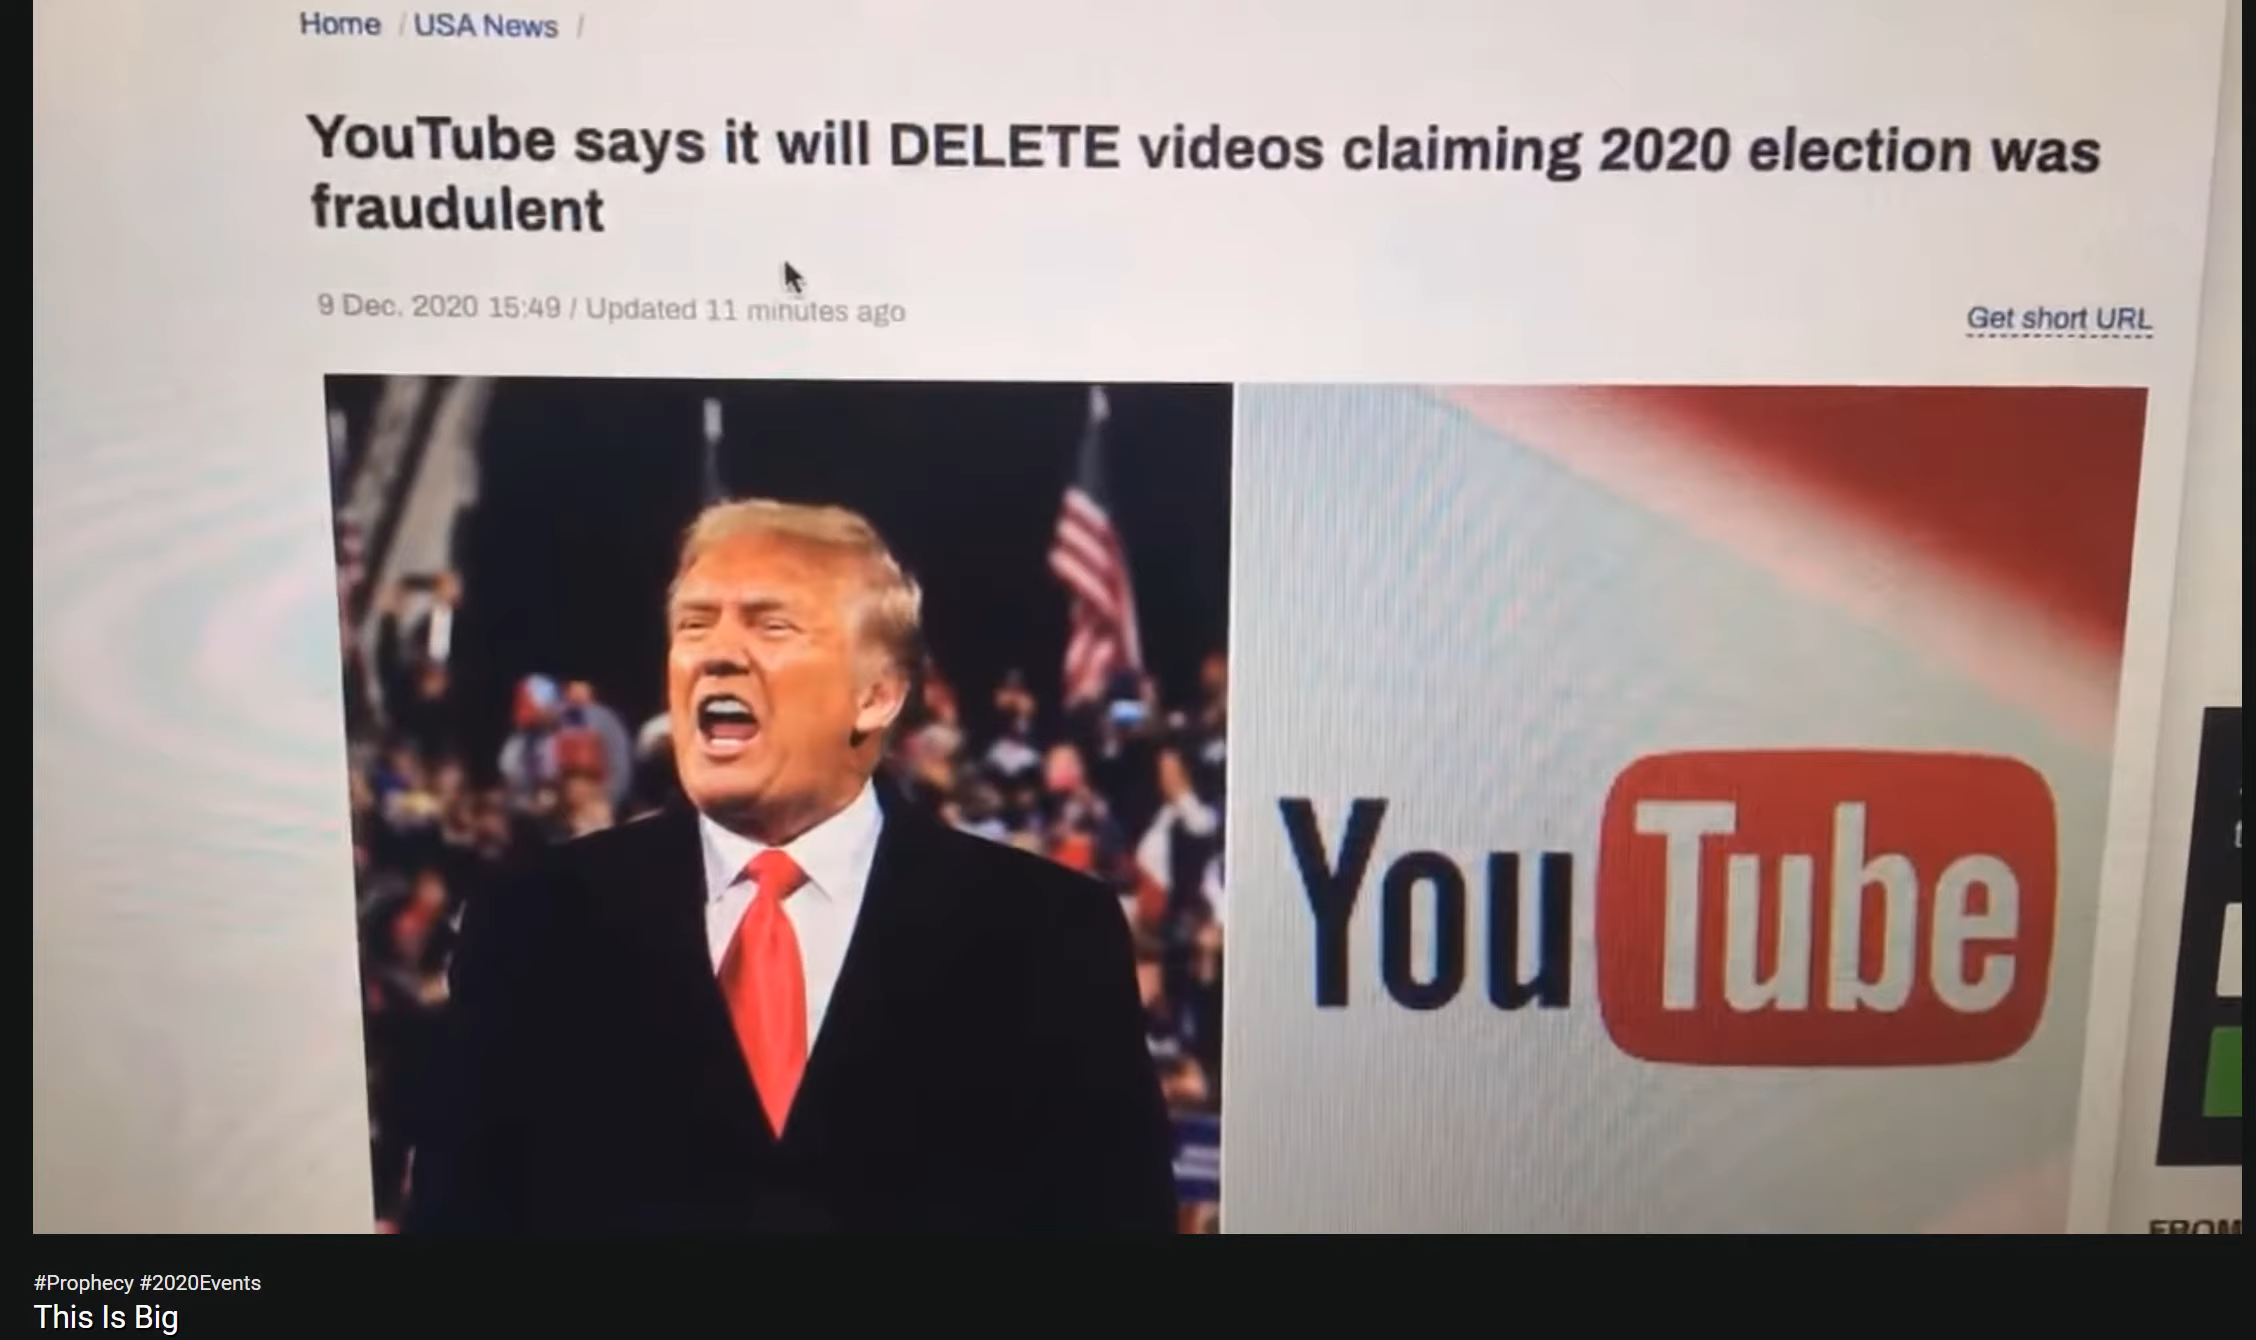 Home / USA News /
YouTube says it will DELETE videos claiming 2020 election was
fraudulent
9 Dec. 2020 15:49 / Updated 11 minutes ago
Get short URL
YouTube
FROM
#Prophecy #2020Events
This Is Big